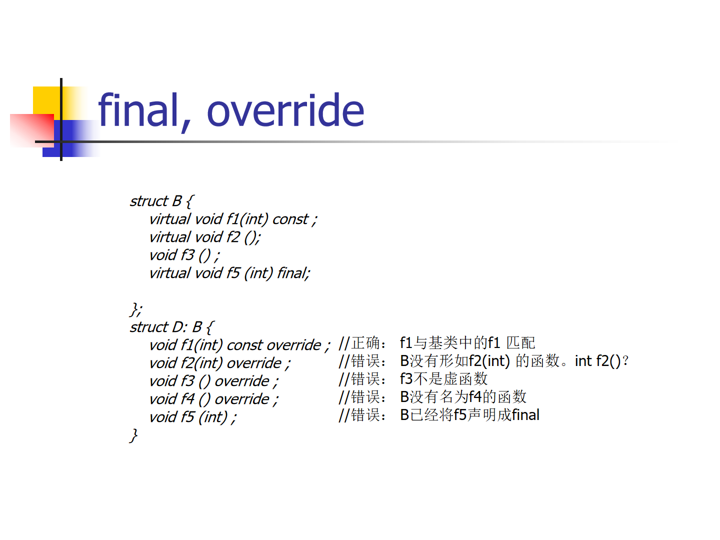 final, override
struct B {
virtual void f1(int) const ;
virtual void f2 ();
void f3 () ;
virtual void f5 (int) final;
};
struct D: B {
void f1(int) const override ; //正确： f1与基类中的f1 匹配
void f2(int) override ; //错误： B没有形如f2(int) 的函数。int f2()？
void f3 () override ; //错误： f3不是虚函数
void f4 () override ; //错误： B没有名为f4的函数
void f5 (int) ; //错误： B已经将f5声明成final
}